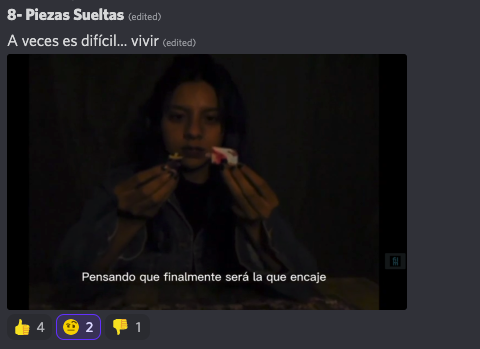 8- Piezas Sueltas (edited)
A veces es difícil... vivir (edited)
Pensando que finalmente será la que encaje
4 2 1